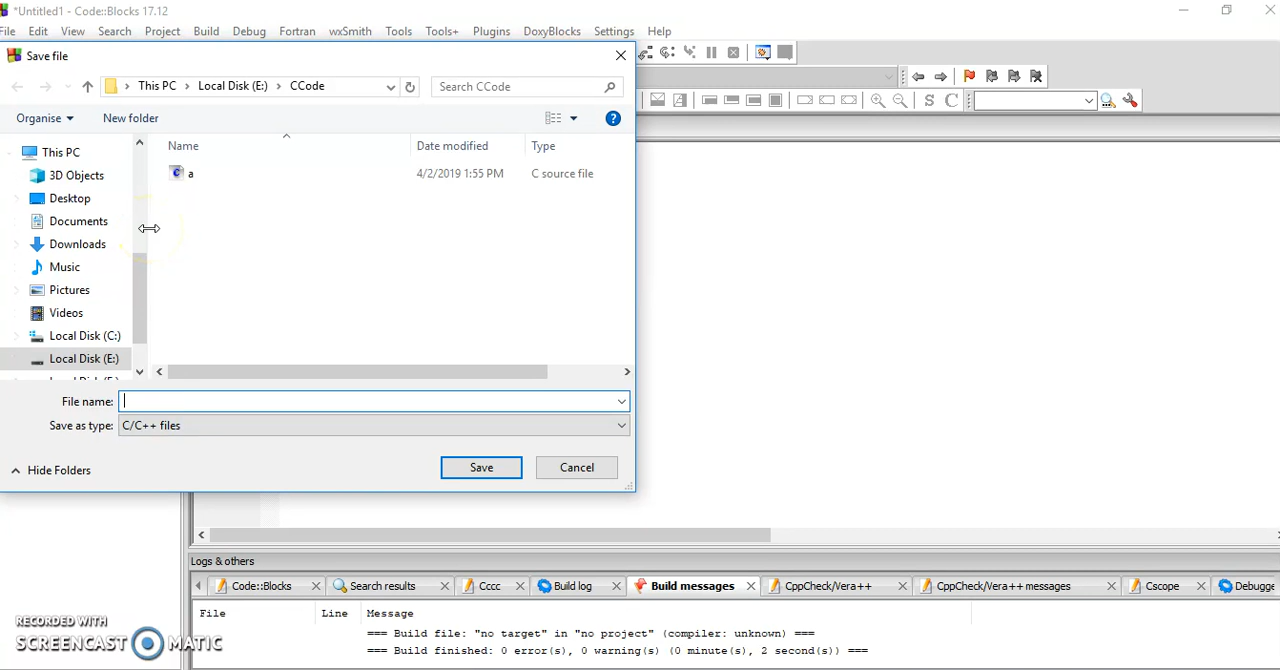 *Untitled1 - Code::Blocks 17.12
File Edit View Search Project Build Debug Fortran wxSmith Tools Tools+ Plugins DoxyBlocks Settings Help
Save file
This PC Local Disk (E:) CCode
Search CCode
Organise New folder
?
Name Date modified Type
a 4/2/2019 1:55 PM C source file
This PC
3D Objects
Desktop
Documents
Downloads
Music
Pictures
Videos
Local Disk (C:)
Local Disk (E:)
File name:
Save as type: C/C++ files
Hide Folders
Save Cancel
S C
Logs & others
Code::Blocks Search results Cccc Build log Build messages CppCheck/Vera++ CppCheck/Vera++ messages Cscope Debugge
File Line Message
=== Build file: "no target" in "no project" (compiler: unknown) ===
=== Build finished: 0 error(s), 0 warning(s) (0 minute(s), 2 second(s)) ===
RECORDED WITH
SCREENCAST MATIC